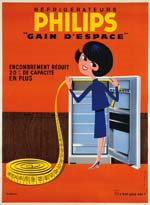 RÉFRIGÉRATEURS
PHILIPS
"GAIN D'ESPACE"
ENCOMBREMENT RÉDUIT
20% DE CAPACITÉ
EN PLUS